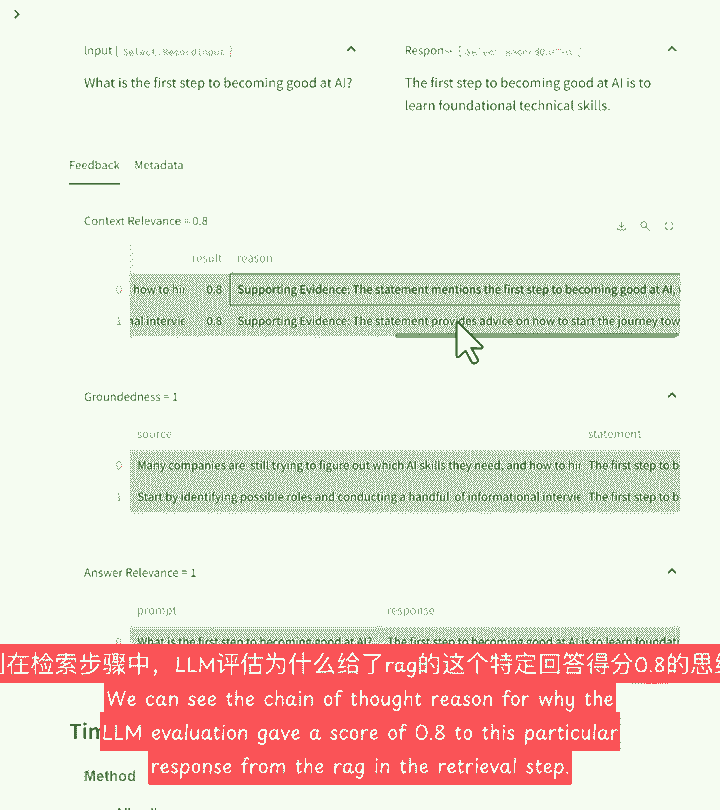 Input
Response
What is the first step to becoming good at AI?
The first step to becoming good at AI is to
learn foundational technical skills.
Feedback Metadata
Context Relevance = 0.8
result reason
0 how to hir 0.8 Supporting Evidence: The statement mentions the first step to becoming good at AI,
1 nal intervie 0.8 Supporting Evidence: The statement provides advice on how to start the journey tow
Groundedness = 1
source statement
0 Many companies are still trying to figure out which AI skills they need, and how to hir The first step to b
1 Start by identifying possible roles and conducting a handful of informational intervie The first step to b
Answer Relevance = 1
prompt response
0 What is the first step to becoming good at AI? The first step to becoming good at AI is to learn foundati
在检索步骤中，LLM评估为什么给了rag的这个特定回答得分0.8的思
We can see the chain of thought reason for why the
LLM evaluation gave a score of 0.8 to this particular
response from the rag in the retrieval step.
Tim
Method